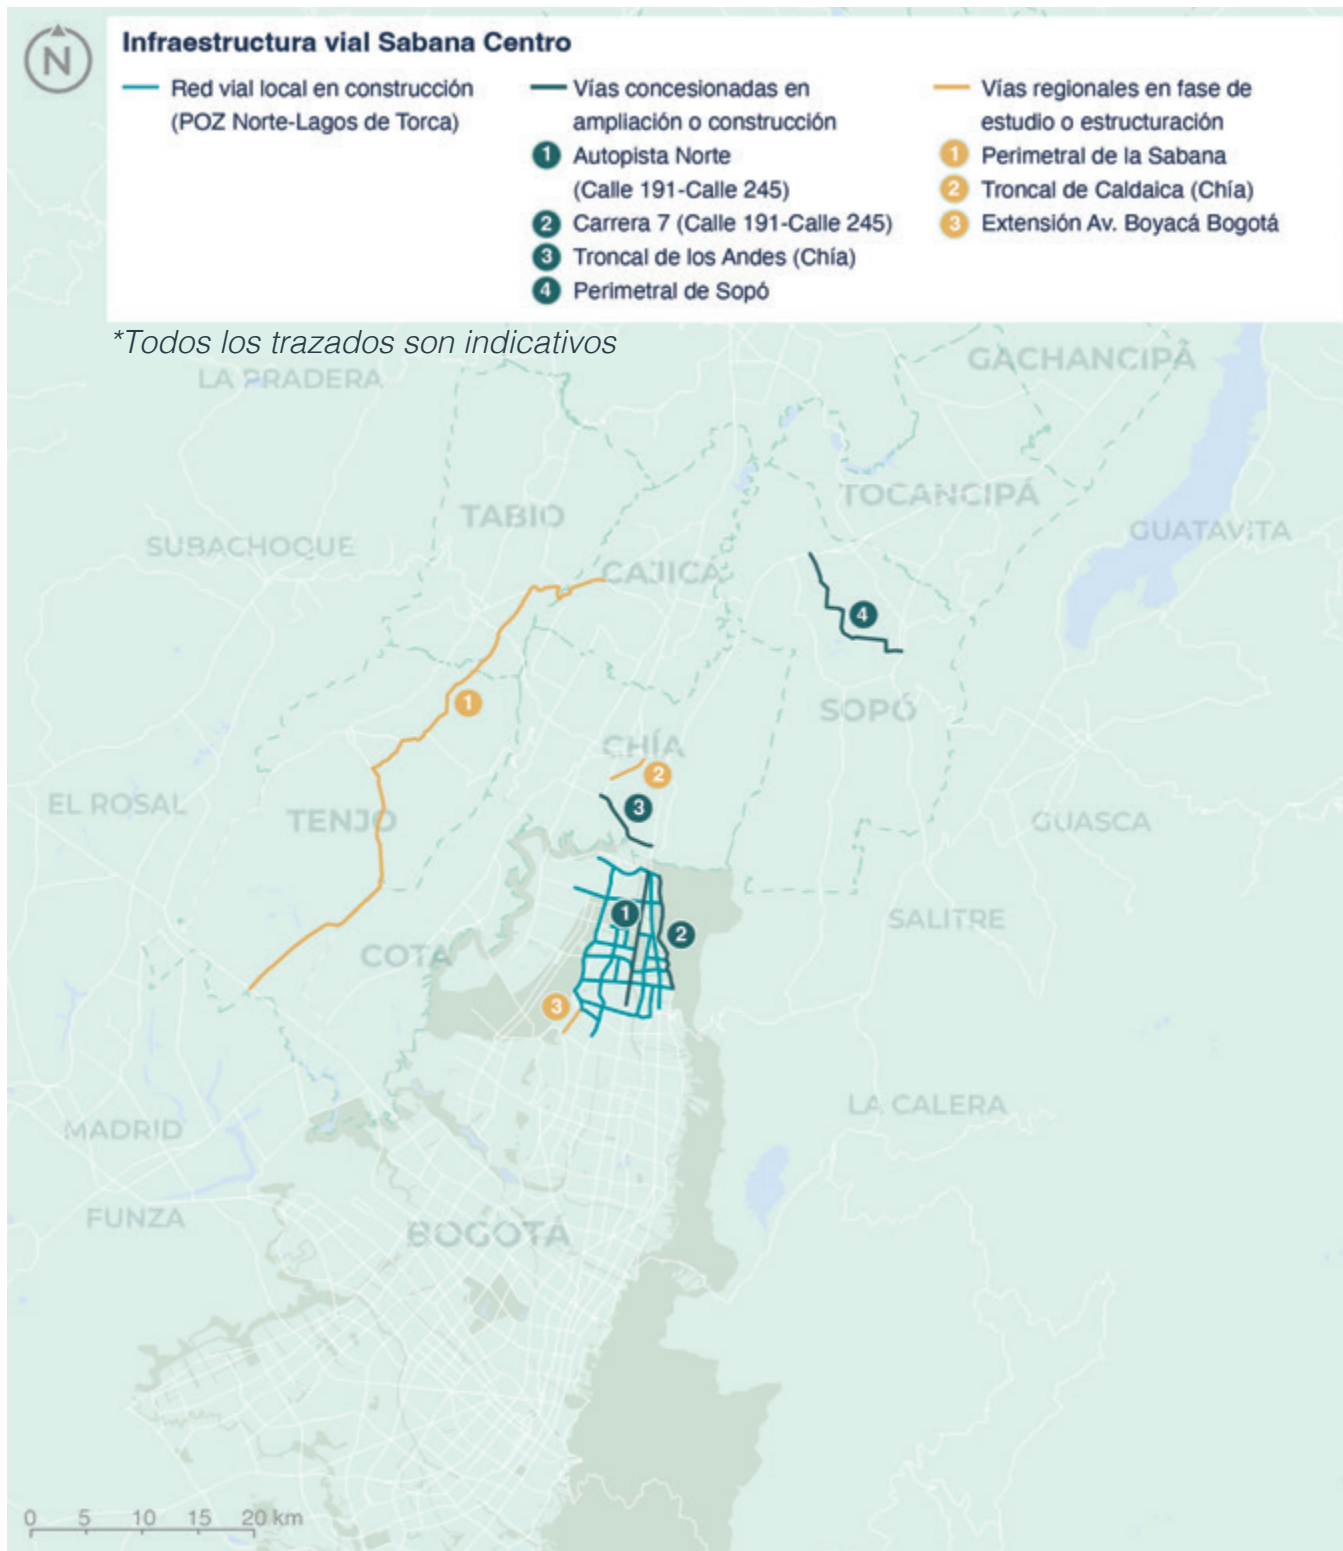 N
Infraestructura vial Sabana Centro
Red vial local en construcción
(POZ Norte-Lagos de Torca)
Vías concesionadas en
ampliación o construcción
1 Autopista Norte
(Calle 191-Calle 245)
2 Carrera 7 (Calle 191-Calle 245)
3 Troncal de los Andes (Chía)
4 Perimetral de Sopó
Vías regionales en fase de
estudio o estructuración
1 Perimetral de la Sabana
2 Troncal de Caldaica (Chía)
3 Extensión Av. Boyacá Bogotá
*Todos los trazados son indicativos
GACHANCIPÁ
LA PRADERA
TOCANCIPÁ
TABIO
GUATAVITA
SUBACHOQUE
CAJICÁ
4
1
SOPÓ
CHÍA
2
EL ROSAL
3
TENJO
GUASCA
1
SALITRE
2
COTA
3
LA CALERA
MADRID
FUNZA
BOGOTÁ
0 5 10 15 20 km